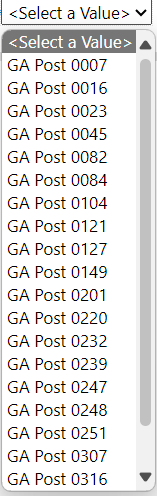 <Select a Value>
<Select a Value>
GA Post 0007
GA Post 0016
GA Post 0023
GA Post 0045
GA Post 0082
GA Post 0084
GA Post 0104
GA Post 0121
GA Post 0127
GA Post 0149
GA Post 0201
GA Post 0220
GA Post 0232
GA Post 0239
GA Post 0247
GA Post 0248
GA Post 0251
GA Post 0307
GA Post 0316